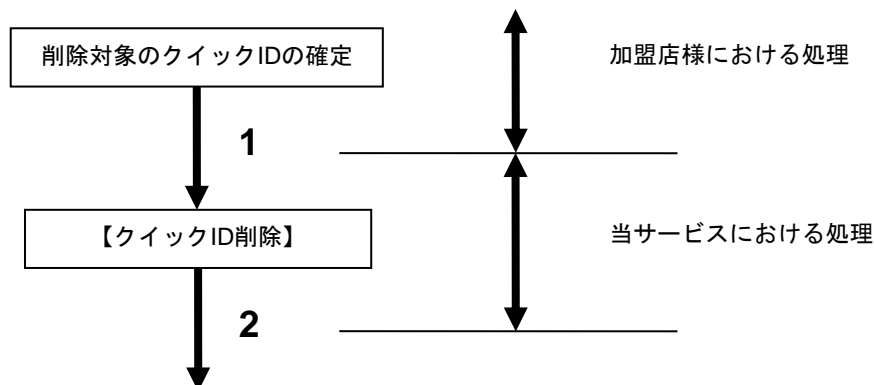 削除対象のクイックIDの確定
加盟店様における処理
1
【クイックID削除】
当サービスにおける処理
2